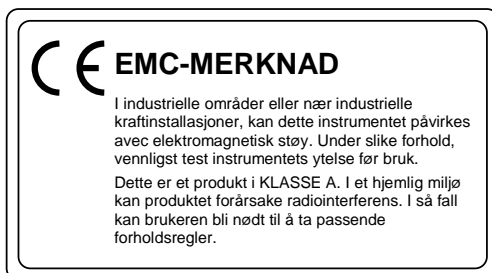 CE EMC-MERKNAD
I industrielle områder eller nær industrielle
kraftinstallasjoner, kan dette instrumentet påvirkes
avec elektromagnetisk støy. Under slike forhold,
vennligst test instrumentets ytelse før bruk.
Dette er et produkt i KLASSE A. I et hjemlig miljø
kan produktet forårsake radiointerferens. I så fall
kan brukeren bli nødt til å ta passende
forholdsregler.